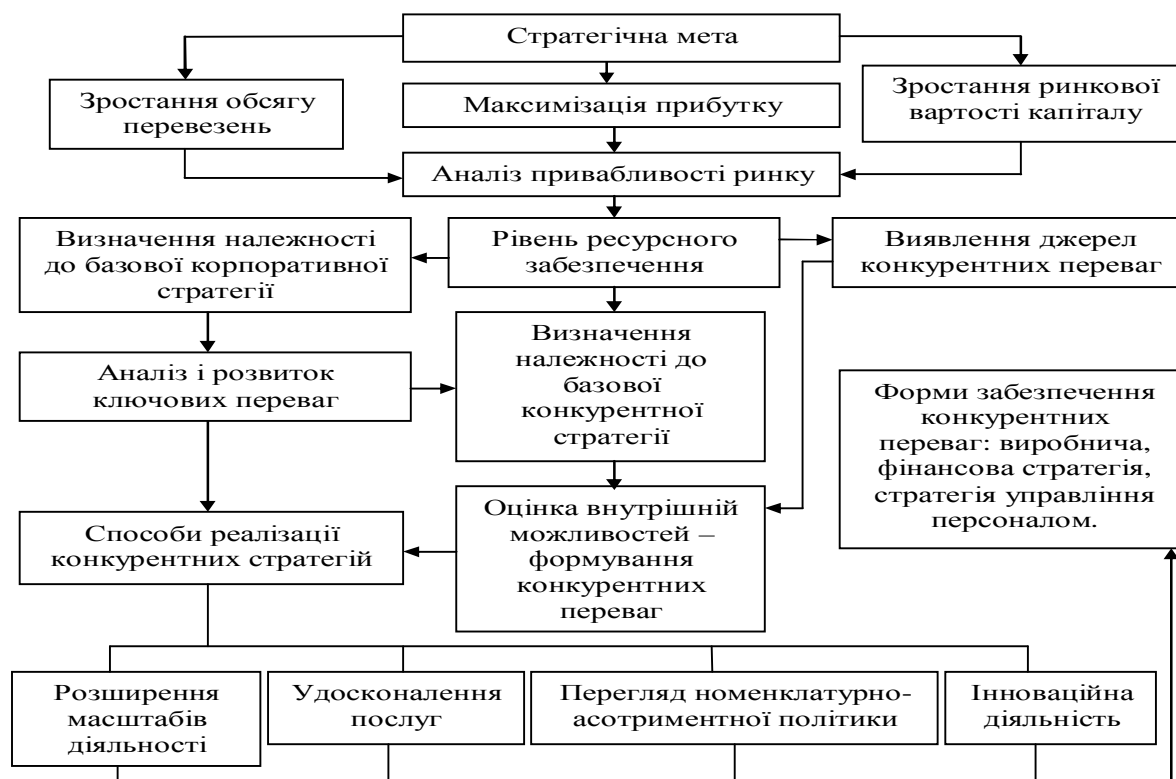 Стратегічна мета
Зростання обсягу
перевезень
Максимізація прибутку
Зростання ринкової
вартості капіталу
Аналіз привабливості ринку
Визначення належності
до базової корпоративної
стратегії
Рівень ресурсного
забезпечення
Виявлення джерел
конкурентних переваг
Аналіз і розвиток
ключових переваг
Визначення
належності до
базової
конкурентної
стратегії
Форми забезпечення
конкурентних
переваг: виробнича,
фінансова стратегія,
стратегія управління
персоналом.
Способи реалізації
конкурентних стратегій
Оцінка внутрішній
можливостей –
формування
конкурентних
переваг
Розширення
масштабів
діяльності
Удосконалення
послуг
Перегляд номенклатурно-
асотриментної політики
Інноваційна
діяльність